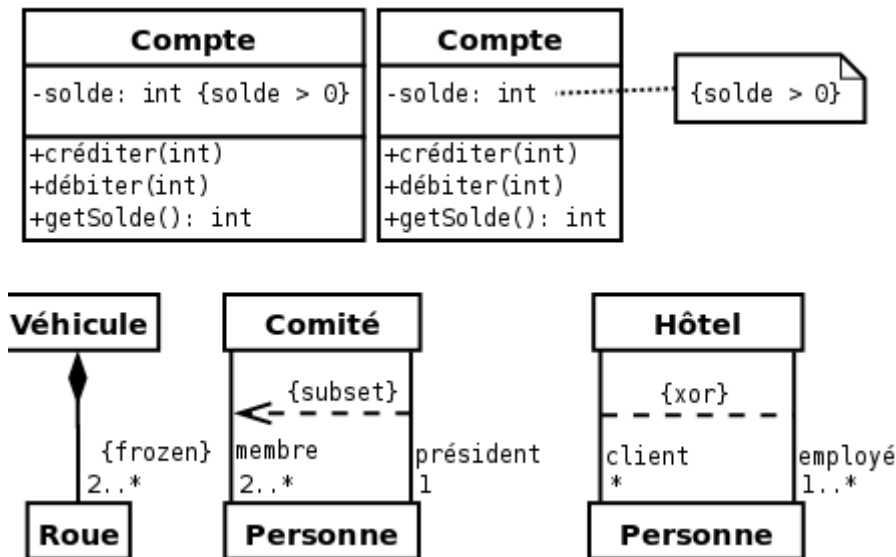 Compte
-solde: int {solde > 0}
+créditer(int)
+débiter(int)
+getSolde(): int
Compte
-solde: int
+créditer(int)
+débiter(int)
+getSolde(): int
{solde > 0}
Véhicule
{frozen}
2..*
Roue
Comité
{subset}
membre
2..*
président
1
Personne
Hôtel
{xor}
client
*
employé
1..*
Personne